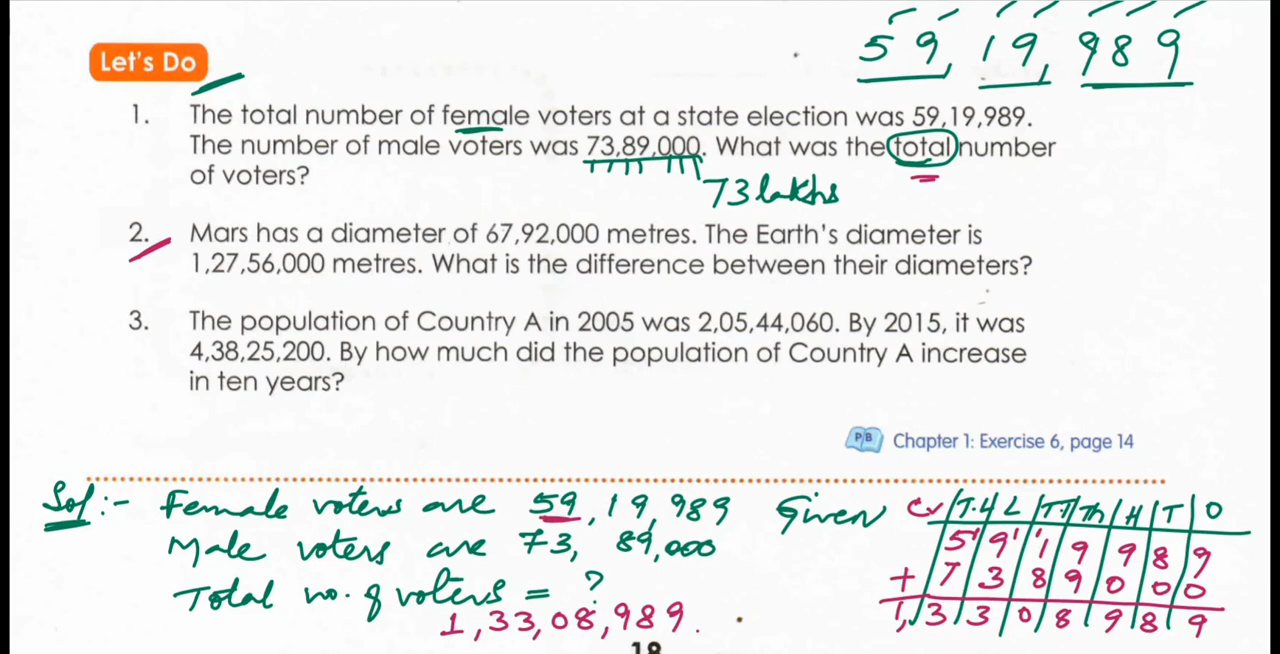 59,19,989
Let's Do
1. The total number of female voters at a state election was 59,19,989.
The number of male voters was 73,89,000. What was the total number
of voters?
73 lakhs
2. Mars has a diameter of 67,92,000 metres. The Earth's diameter is
1,27,56,000 metres. What is the difference between their diameters?
3. The population of Country A in 2005 was 2,05,44,060. By 2015, it was
4,38,25,200. By how much did the population of Country A increase
in ten years?
PB Chapter 1: Exercise 6, page 14
Sol:- Female voters are 59,19,989 Given
Male voters are 73,89,000
Total no. of voters = ?
1,33,08,989.
Cr/T.L/L/T.T/Th/H/T/O
5 9 1 9 9 8 9
+ 7 3 8 9 0 0 0
1,3 3 0 8 9 8 9
18